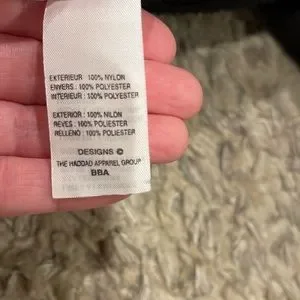 EXTERIEUR : 100% NYLON
ENVERS : 100% POLYESTER
INTERIEUR : 100% POLYESTER
EXTERIOR : 100% NILON
REVES : 100% POLIESTER
RELLENO : 100% POLIESTER
DESIGNS ©
THE HADDAD APPAREL GROUP
BBA